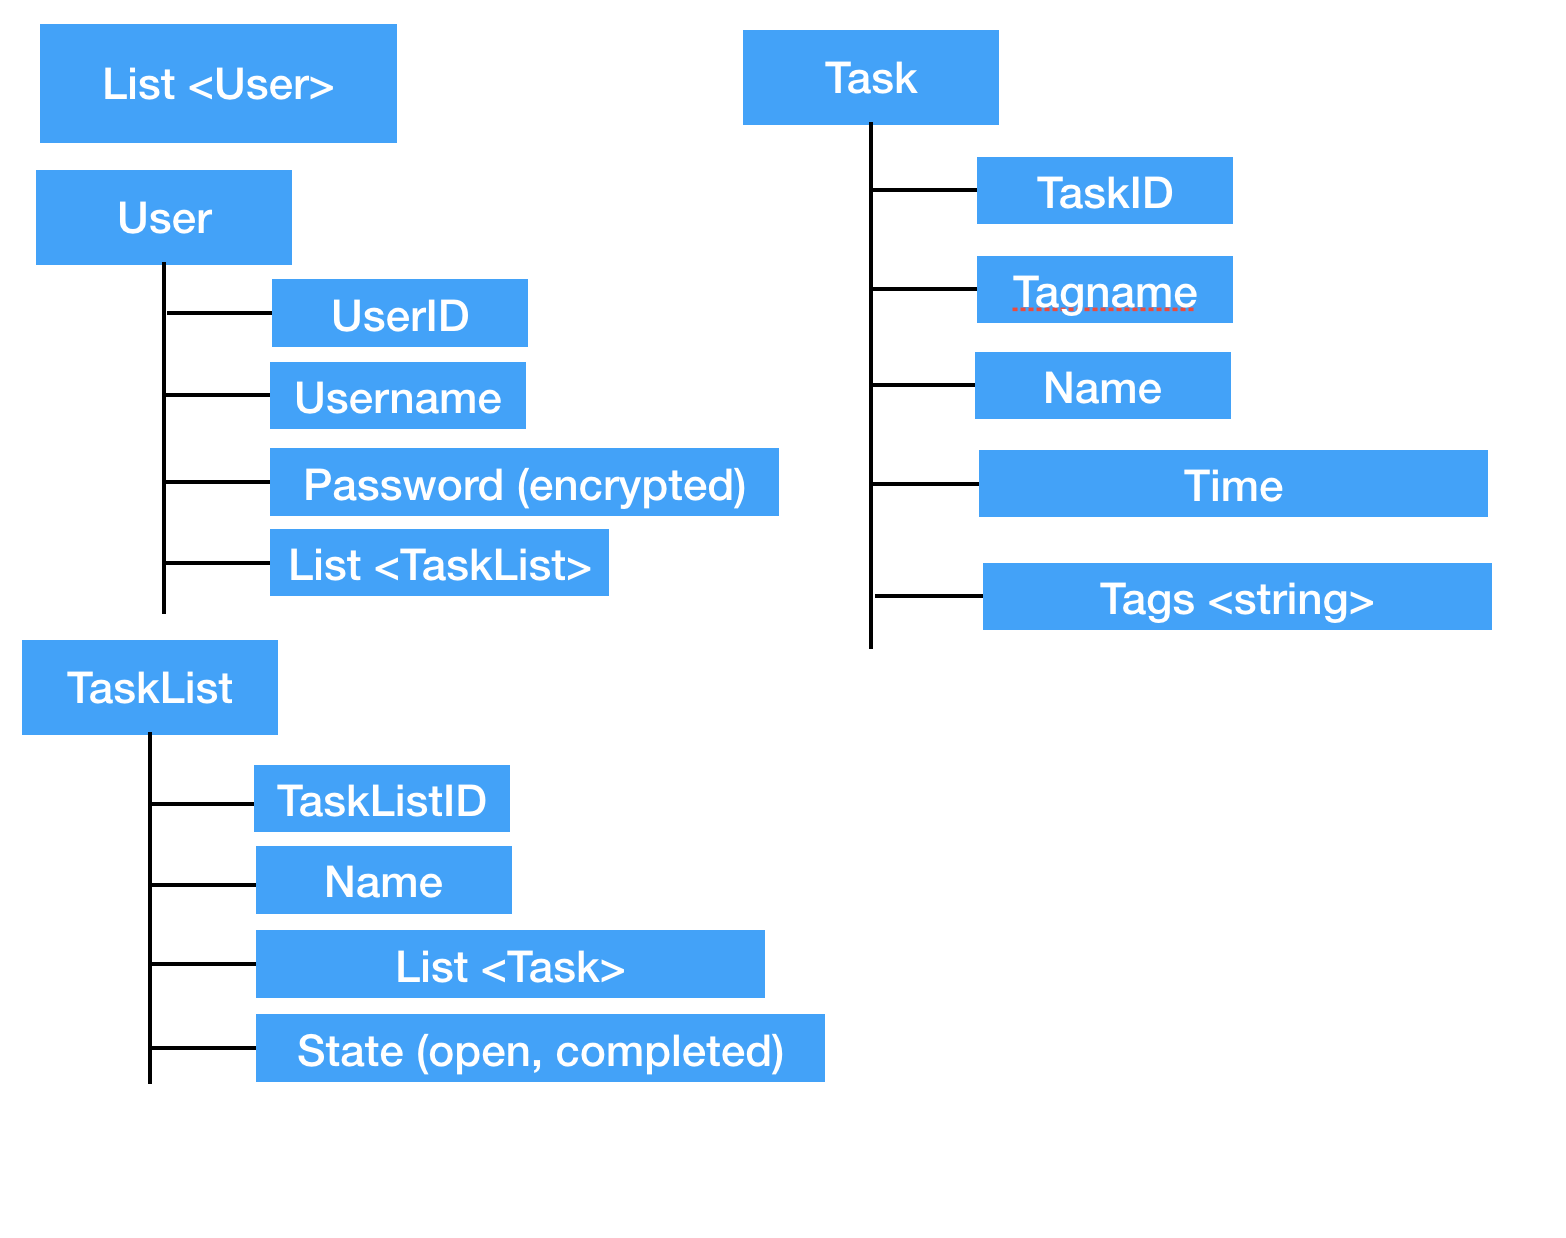 List <User>
User
UserID
Username
Password (encrypted)
List <TaskList>
TaskList
TaskListID
Name
List <Task>
State (open, completed)
Task
TaskID
Tagname
Name
Time
Tags <string>